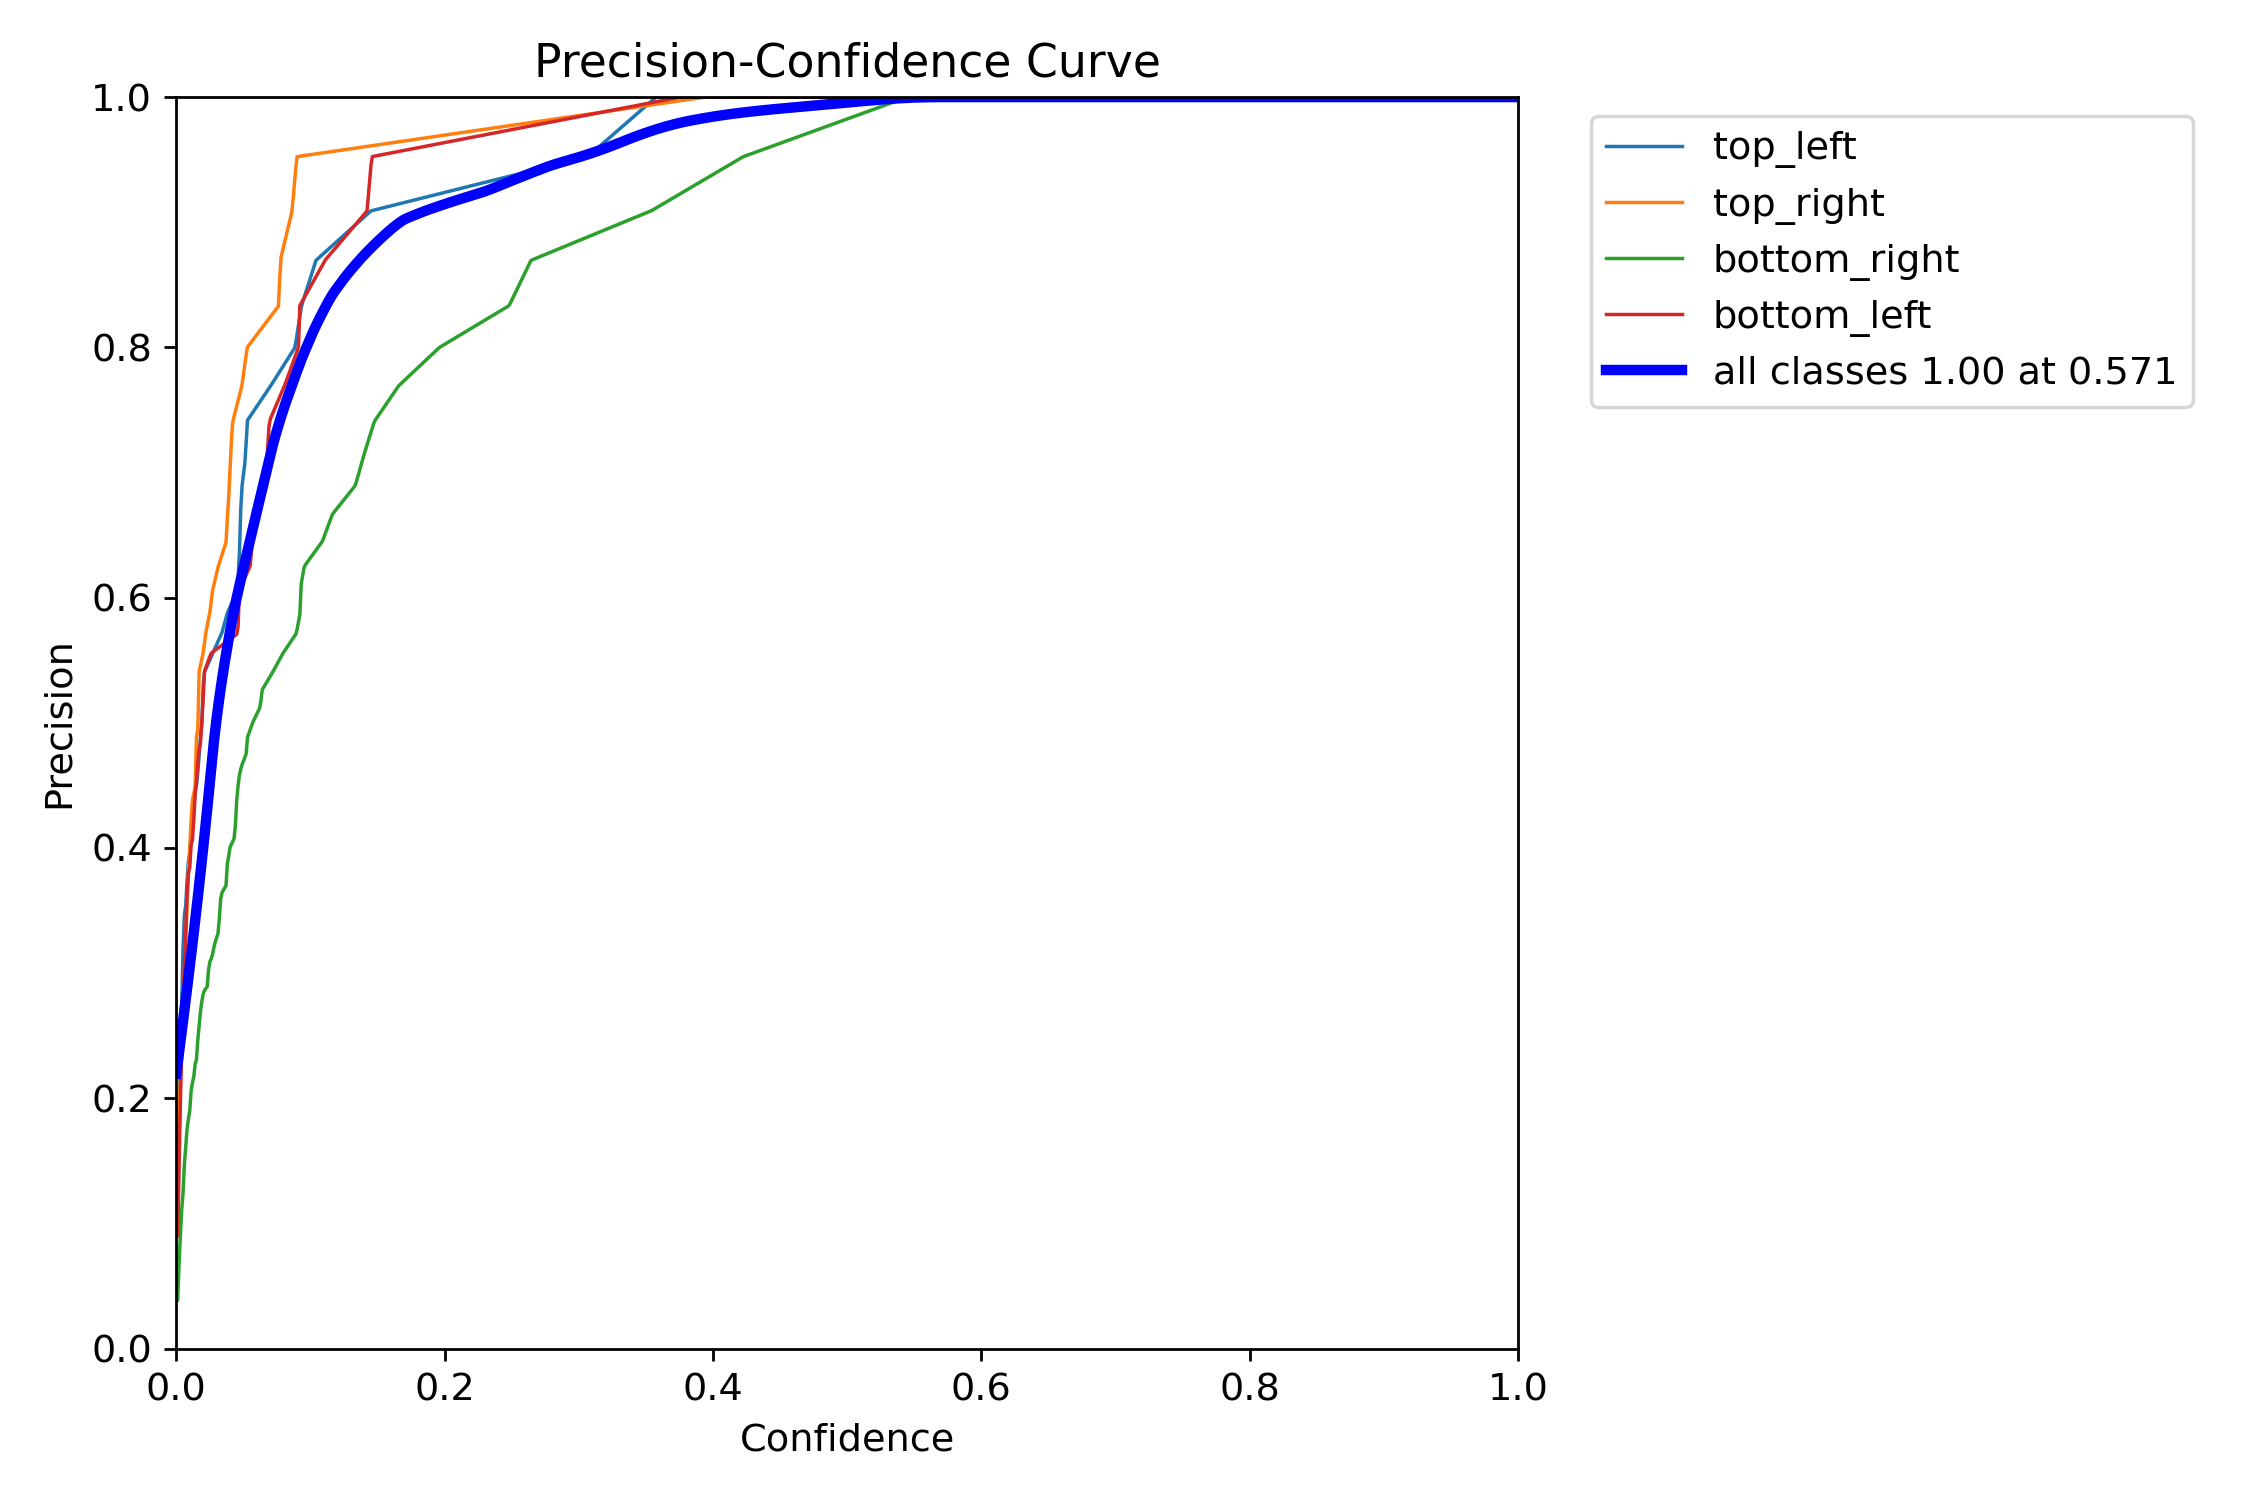 Precision-Confidence Curve
1.0
0.8
0.6
0.4
0.2
0.0
Precision
0.0 0.2 0.4 0.6 0.8 1.0
Confidence
top_left
top_right
bottom_right
bottom_left
all classes 1.00 at 0.571